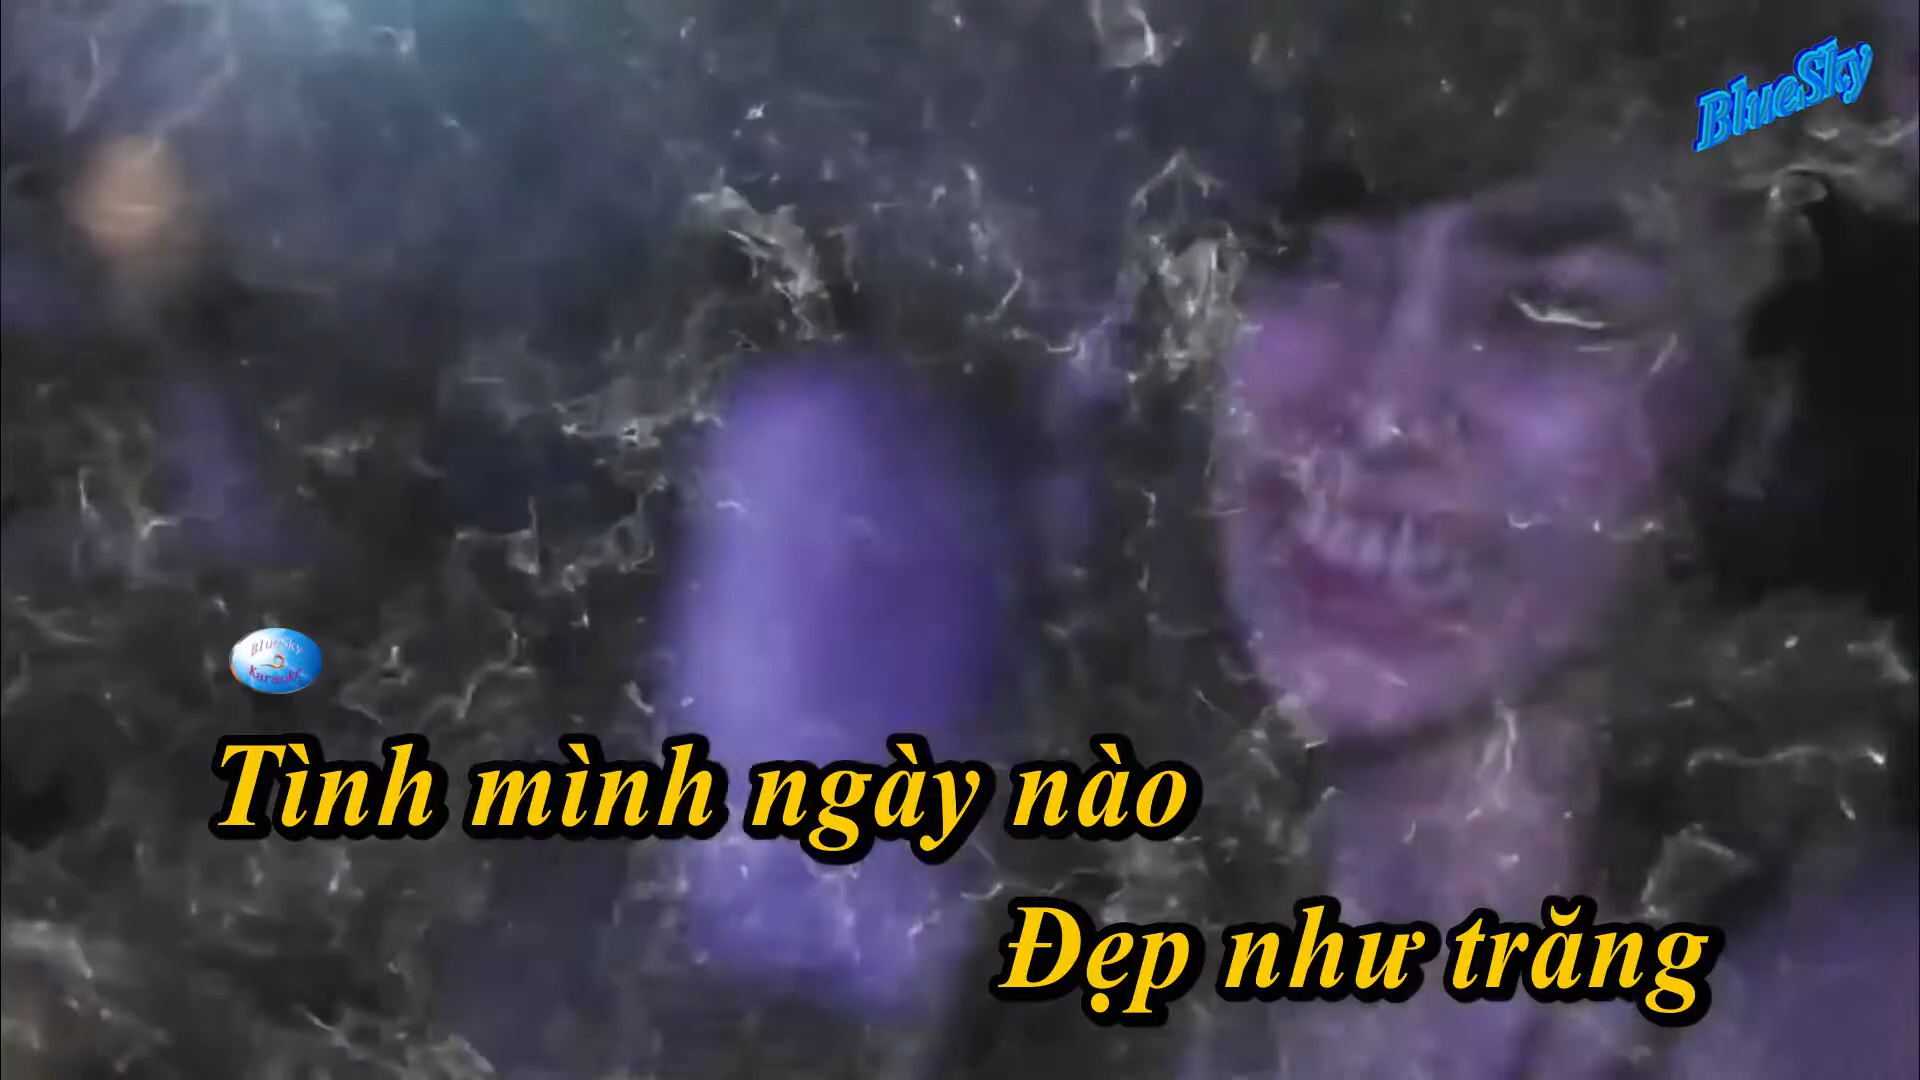 BlueSky
BlueSky
Karaoke
Tình mình ngày nào
Đẹp như trăng